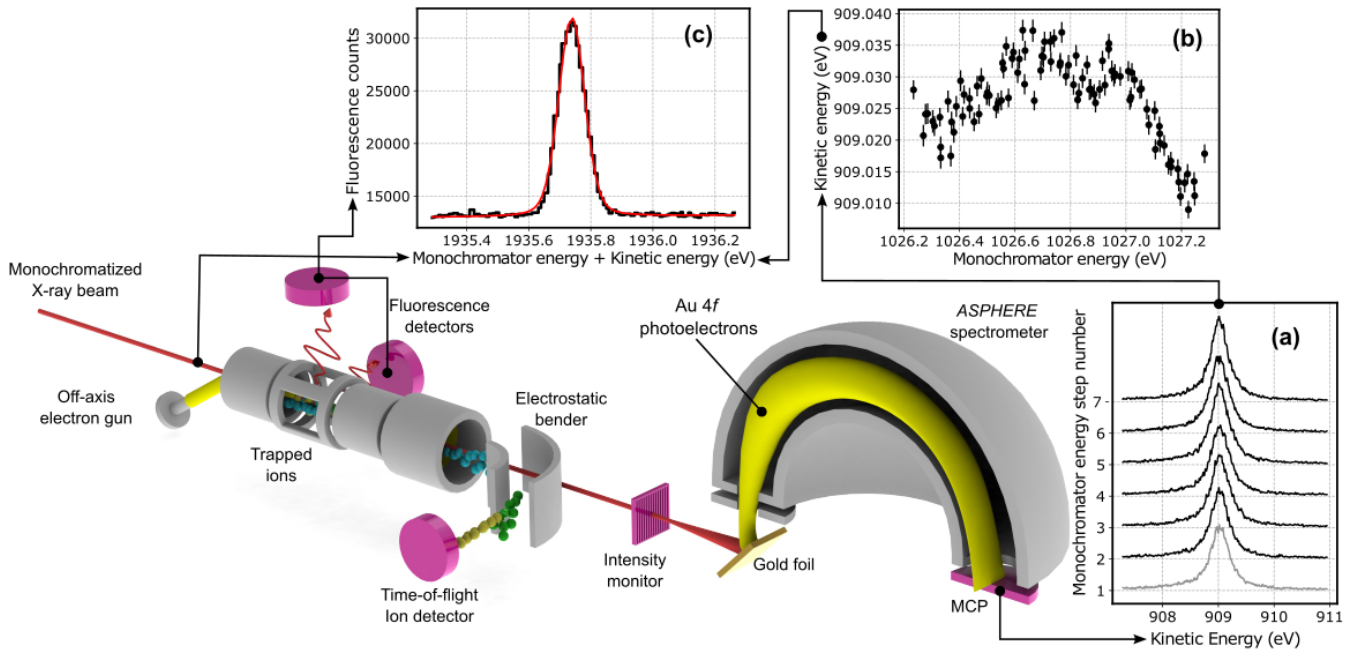 (c)
Fluorescence counts
30000
25000
20000
15000
1935.4
1935.6
1935.8
1936.0
1936.2
Monochromator energy + Kinetic energy (eV)
(b)
Kinetic energy (eV)
909.040
909.035
909.030
909.025
909.020
909.015
909.010
1026.2
1026.4
1026.6
1026.8
1027.0
1027.2
Monochromator energy (eV)
Monochromatized
X-ray beam
Off-axis
electron gun
Trapped
ions
Fluorescence
detectors
Electrostatic
bender
Time-of-flight
Ion detector
Intensity
monitor
Gold foil
Au 4f
photoelectrons
ASPHERE
spectrometer
MCP
(a)
Monochromator energy step number
7
6
5
4
3
2
1
908
909
910
911
Kinetic Energy (eV)